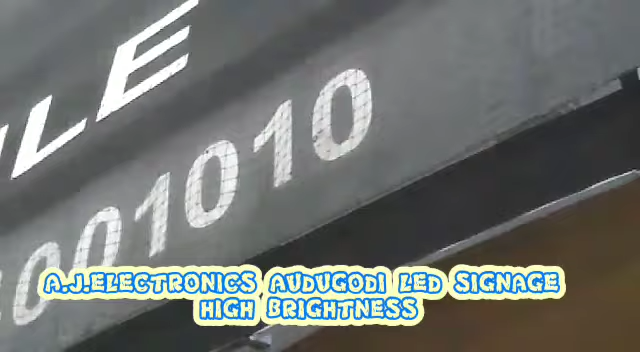 LE
001010
A.J.ELECTRONICS AUDUGODI LED SIGNAGE
HIGH BRIGHTNESS